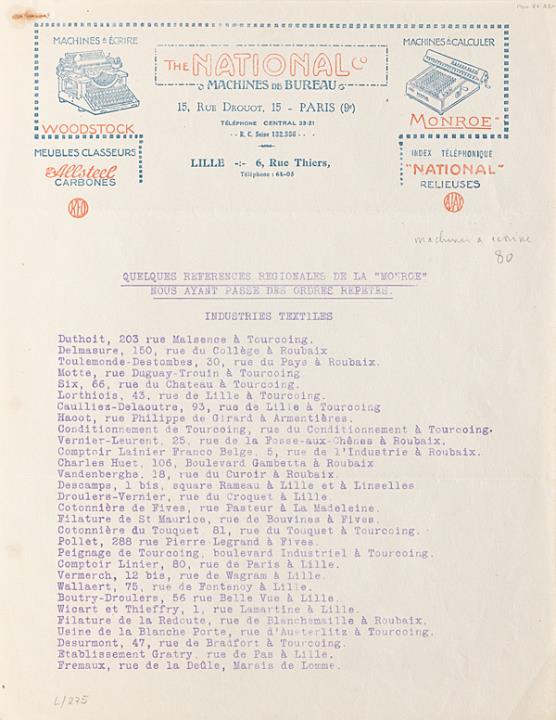 MACHINES À ÉCRIRE
WOODSTOCK
MEUBLES CLASSEURS
Allsteel
CARBONES
THE NATIONAL Co
MACHINES DE BUREAU
15, RUE DROUOT, 15 - PARIS (9e)
TÉLÉPHONE CENTRAL 39-21
R. C. Seine 132.886
LILLE -:- 6, Rue Thiers,
Téléphone : 64-05
MACHINES À CALCULER
MONROE
INDEX TÉLÉPHONIQUE
"NATIONAL"
RELIEUSES
machines a ecrire
80
QUELQUES REFERENCES REGIONALES DE LA "MONROE"
NOUS AYANT PASSE DES ORDRES REPETES.
INDUSTRIES TEXTILES
Duthoit, 203 rue Malsence à Tourcoing.
Delmasure, 150, rue du Collège à Roubaix
Toulemonde-Destombes, 30, rue du Pays à Roubaix.
Motte, rue Duguay-Trouin à Tourcoing
Six, 66, rue du Chateau à Tourcoing.
Lorthiois, 43, rue de Lille à Tourcoing.
Caulliez-Delaoutre, 93, rue de Lille à Tourcoing
Hacot, rue Philippe de Girard à Armentières.
Conditionnement de Tourcoing, rue du Conditionnement à Tourcoing.
Vernier-Leurent, 25, rue de la Fosse-aux-Chênes à Roubaix.
Comptoir Lainier Franco Belge, 5, rue de l'Industrie à Roubaix.
Charles Huet, 106, Boulevard Gambetta à Roubaix
Vandenberghe, 18, rue du Curoir à Roubaix.
Descamps, 1 bis, square Rameau à Lille et à Linselles
Droulers-Vernier, rue du Croquet à Lille.
Cotonnière de Fives, rue Pasteur à La Madeleine.
Filature de St Maurice, rue de Bouvines à Fives.
Cotonnière du Touquet 81, rue du Touquet à Tourcoing.
Pollet, 288 rue Pierre Legrand à Fives.
Peignage de Tourcoing, boulevard Industriel à Tourcoing.
Comptoir Linier, 80, rue de Paris à Lille.
Vermerch, 12 bis, rue de Wagram à Lille.
Wallaert, 75, rue de Fontenoy à Lille.
Boutry-Droulers, 56 rue Belle Vue à Lille.
Wicart et Thieffry, 1, rue Lamartine à Lille.
Filature de la Redoute, rue de Blanchemaille à Roubaix.
Usine de la Blanche Porte, rue d'Austerlitz à Tourcoing.
Desurmont, 47, rue de Bradfort à Tourcoing.
Etablissement Gratry, rue de Pas à Lille.
Fremaux, rue de la Deûle, Marais de Lomme.
L/275